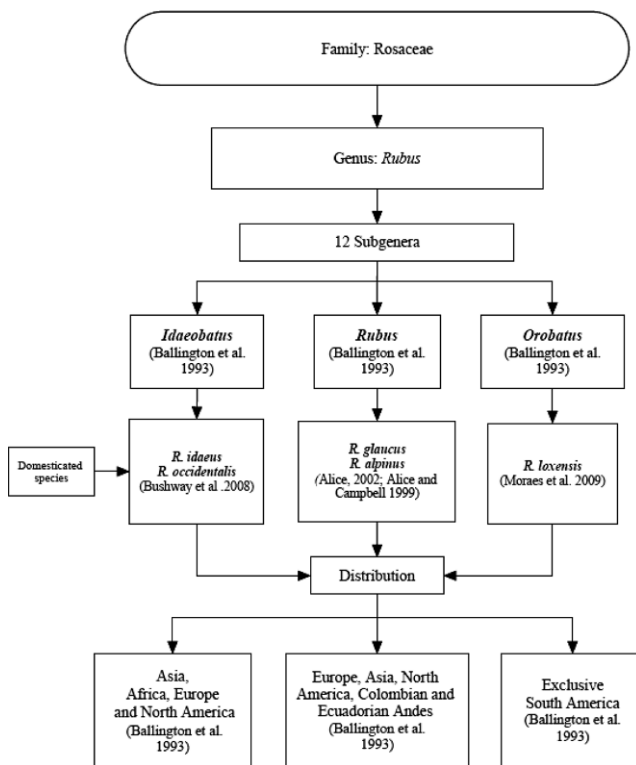 Family: Rosaceae
Genus: Rubus
12 Subgenera
Idaeobatus
(Ballington et al.
1993)
Rubus
(Ballington et al.
1993)
Orobatus
(Ballington et al.
1993)
Domesticated
species
R. idaeus
R. occidentalis
(Bushway et al .2008)
R. glaucus
R. alpinus
(Alice, 2002; Alice and
Campbell 1999)
R. loxensis
(Moraes et al. 2009)
Distribution
Asia,
Africa, Europe
and North America
(Ballington et al.
1993)
Europe, Asia, North
America, Colombian and
Ecuadorian Andes
(Ballington et al.
1993)
Exclusive
South America
(Ballington et al.
1993)